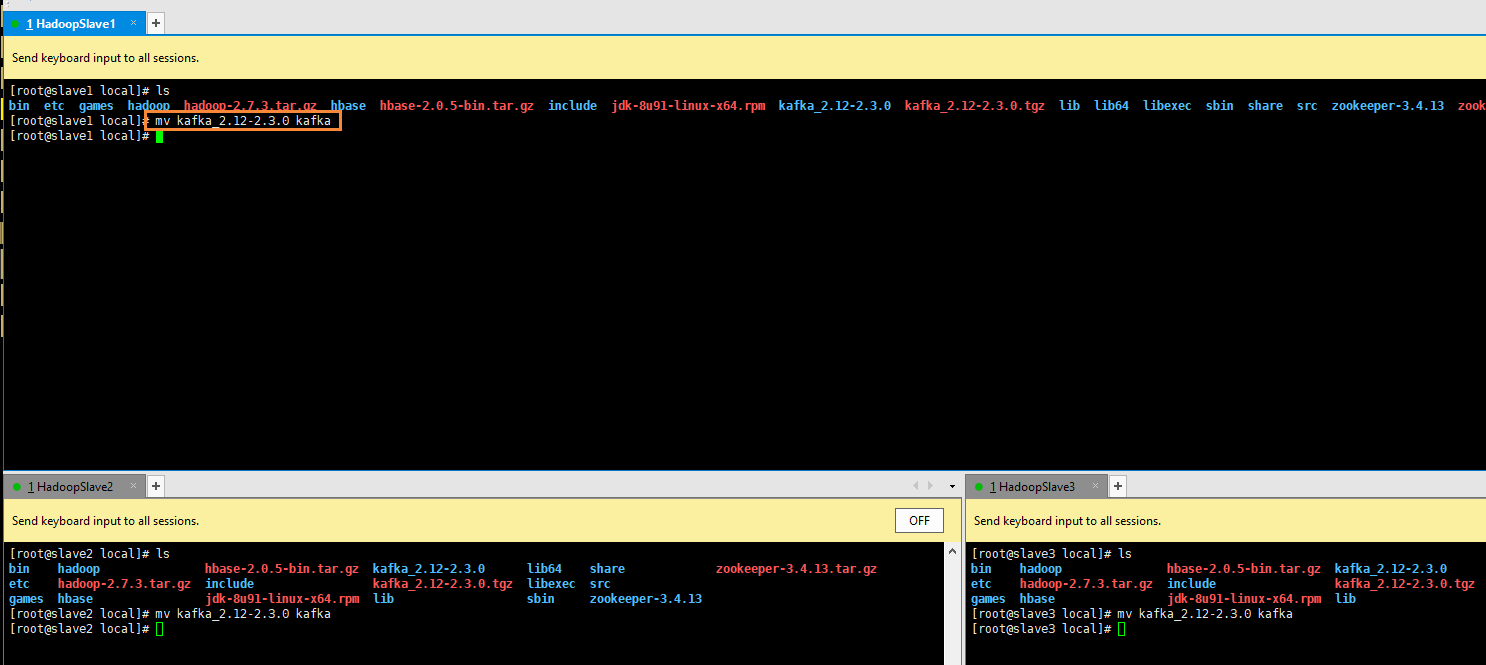 1 HadoopSlave1 × +
Send keyboard input to all sessions.
[root@slave1 local]# ls
bin etc games hadoop hadoop-2.7.3.tar.gz hbase hbase-2.0.5-bin.tar.gz include jdk-8u91-linux-x64.rpm kafka_2.12-2.3.0 kafka_2.12-2.3.0.tgz lib lib64 libexec sbin share src zookeeper-3.4.13 zook
[root@slave1 local]# mv kafka_2.12-2.3.0 kafka
[root@slave1 local]#
1 HadoopSlave2 × +
Send keyboard input to all sessions. OFF
[root@slave2 local]# ls
bin hadoop hbase-2.0.5-bin.tar.gz kafka_2.12-2.3.0 lib64 share zookeeper-3.4.13.tar.gz
etc hadoop-2.7.3.tar.gz include kafka_2.12-2.3.0.tgz libexec src
games hbase jdk-8u91-linux-x64.rpm lib sbin zookeeper-3.4.13
[root@slave2 local]# mv kafka_2.12-2.3.0 kafka
[root@slave2 local]#
1 HadoopSlave3 × +
Send keyboard input to all sessions.
[root@slave3 local]# ls
bin hadoop hbase-2.0.5-bin.tar.gz kafka_2.12-2.3.0
etc hadoop-2.7.3.tar.gz include kafka_2.12-2.3.0.tgz
games hbase jdk-8u91-linux-x64.rpm lib
[root@slave3 local]# mv kafka_2.12-2.3.0 kafka
[root@slave3 local]#